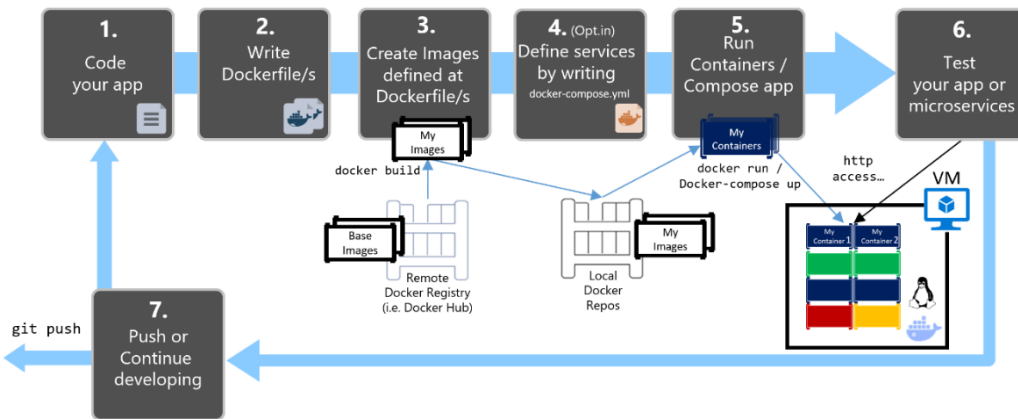 1.
Code
your app
2.
Write
Dockerfile/s
3.
Create Images
defined at
Dockerfile/s
4. (Opt.in)
Define services
by writing
docker-compose.yml
5.
Run
Containers /
Compose app
6.
Test
your app or
microservices
My
Images
docker build
My
Containers
docker run /
Docker-compose up
http
access…
VM
Base
Images
Remote
Docker Registry
(i.e. Docker Hub)
My
Images
Local
Docker
Repos
My
Container 1
My
Container 2
7.
Push or
Continue
developing
git push